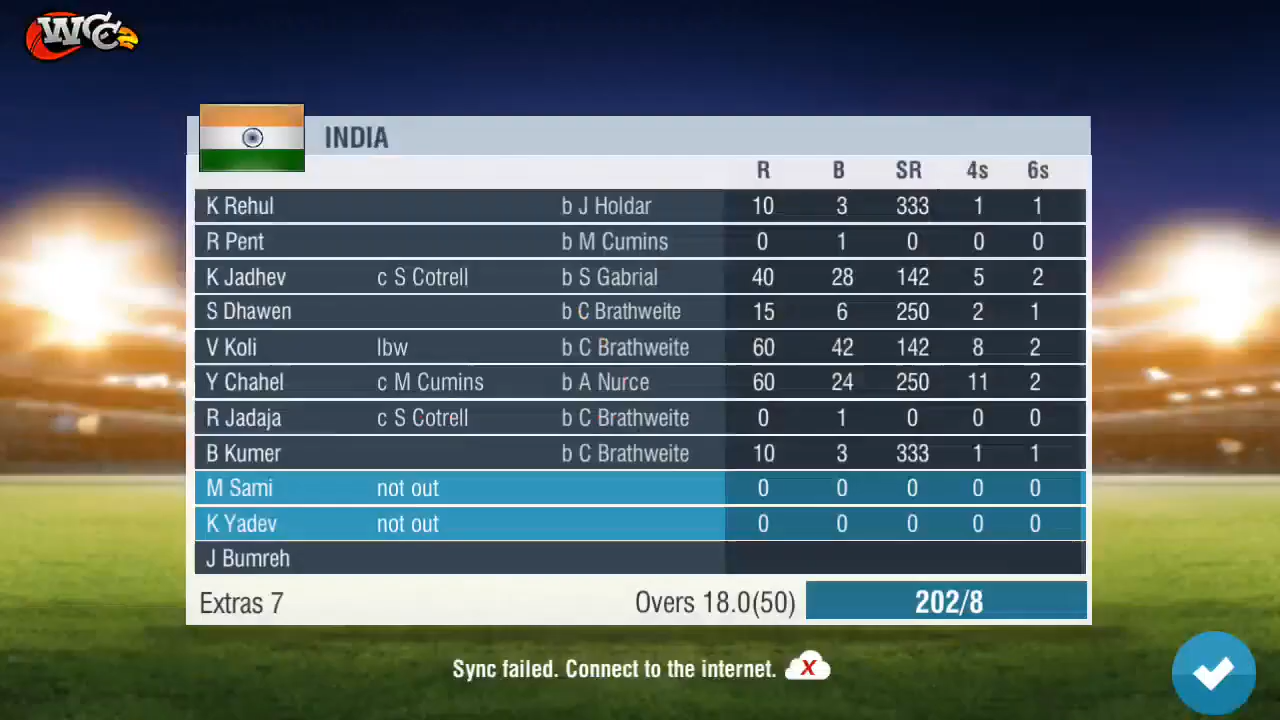 WCC
INDIA
R B SR 4s 6s
K Rehul b J Holdar 10 3 333 1 1
R Pent b M Cumins 0 1 0 0 0
K Jadhev c S Cotrell b S Gabrial 40 28 142 5 2
S Dhawen b C Brathweite 15 6 250 2 1
V Koli lbw b C Brathweite 60 42 142 8 2
Y Chahel c M Cumins b A Nurce 60 24 250 11 2
R Jadaja c S Cotrell b C Brathweite 0 1 0 0 0
B Kumer b C Brathweite 10 3 333 1 1
M Sami not out 0 0 0 0 0
K Yadev not out 0 0 0 0 0
J Bumreh
Extras 7 Overs 18.0(50) 202/8
Sync failed. Connect to the internet. X